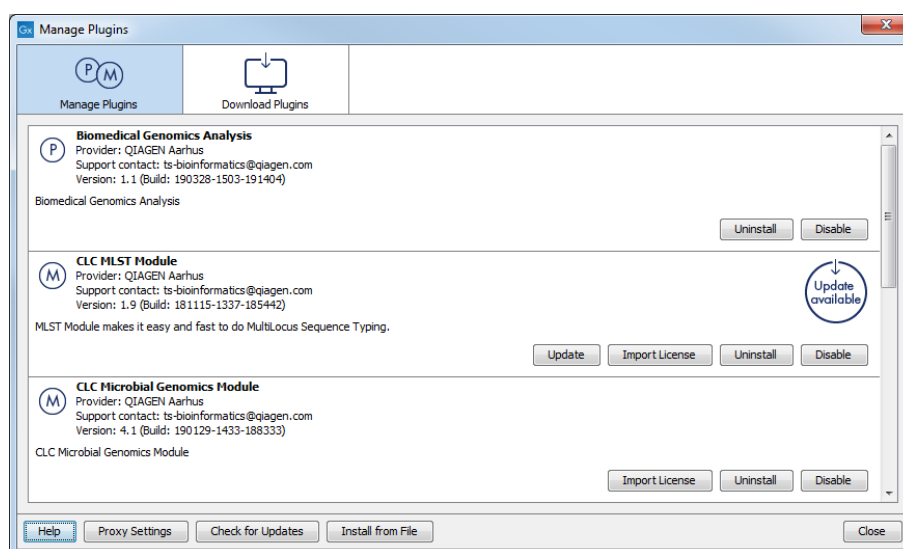 Gx Manage Plugins
X
P M
Manage Plugins
Download Plugins
P
Biomedical Genomics Analysis
Provider: QIAGEN Aarhus
Support contact: ts-bioinformatics@qiagen.com
Version: 1.1 (Build: 190328-1503-191404)
Biomedical Genomics Analysis
Uninstall Disable
M
CLC MLST Module
Provider: QIAGEN Aarhus
Support contact: ts-bioinformatics@qiagen.com
Version: 1.9 (Build: 181115-1337-185442)
Update
available
MLST Module makes it easy and fast to do MultiLocus Sequence Typing.
Update Import License Uninstall Disable
M
CLC Microbial Genomics Module
Provider: QIAGEN Aarhus
Support contact: ts-bioinformatics@qiagen.com
Version: 4.1 (Build: 190129-1433-188333)
CLC Microbial Genomics Module
Import License Uninstall Disable
Help Proxy Settings Check for Updates Install from File Close